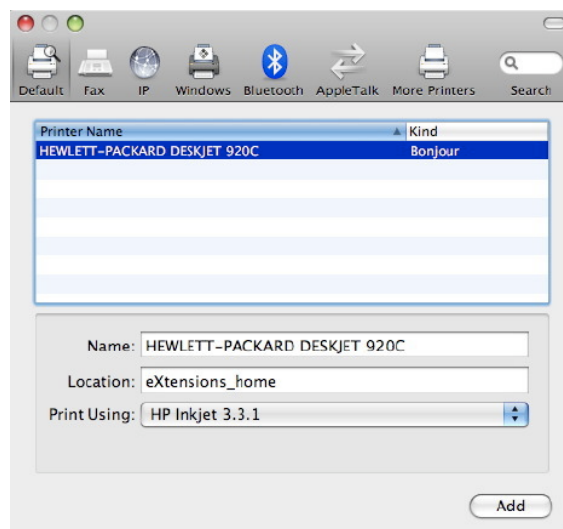 Default Fax IP Windows Bluetooth AppleTalk More Printers Search
Printer Name Kind
HEWLETT-PACKARD DESKJET 920C Bonjour
Name: HEWLETT-PACKARD DESKJET 920C
Location: eXtensions_home
Print Using: HP Inkjet 3.3.1
Add